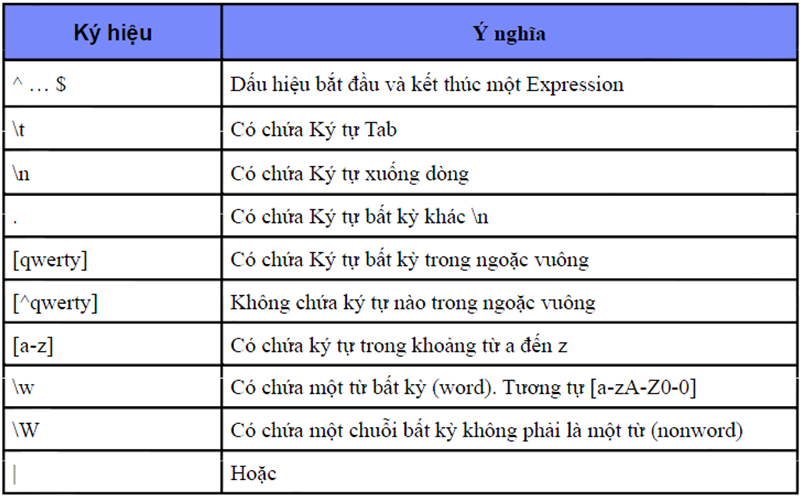 Ký hiệu Ý nghĩa
^ … $ Dấu hiệu bắt đầu và kết thúc một Expression
\t Có chứa Ký tự Tab
\n Có chứa Ký tự xuống dòng
. Có chứa Ký tự bất kỳ khác \n
[qwerty] Có chứa Ký tự bất kỳ trong ngoặc vuông
[^qwerty] Không chứa ký tự nào trong ngoặc vuông
[a-z] Có chứa ký tự trong khoảng từ a đến z
\w Có chứa một từ bất kỳ (word). Tương tự [a-zA-Z0-0]
\W Có chứa một chuỗi bất kỳ không phải là một từ (nonword)
| Hoặc